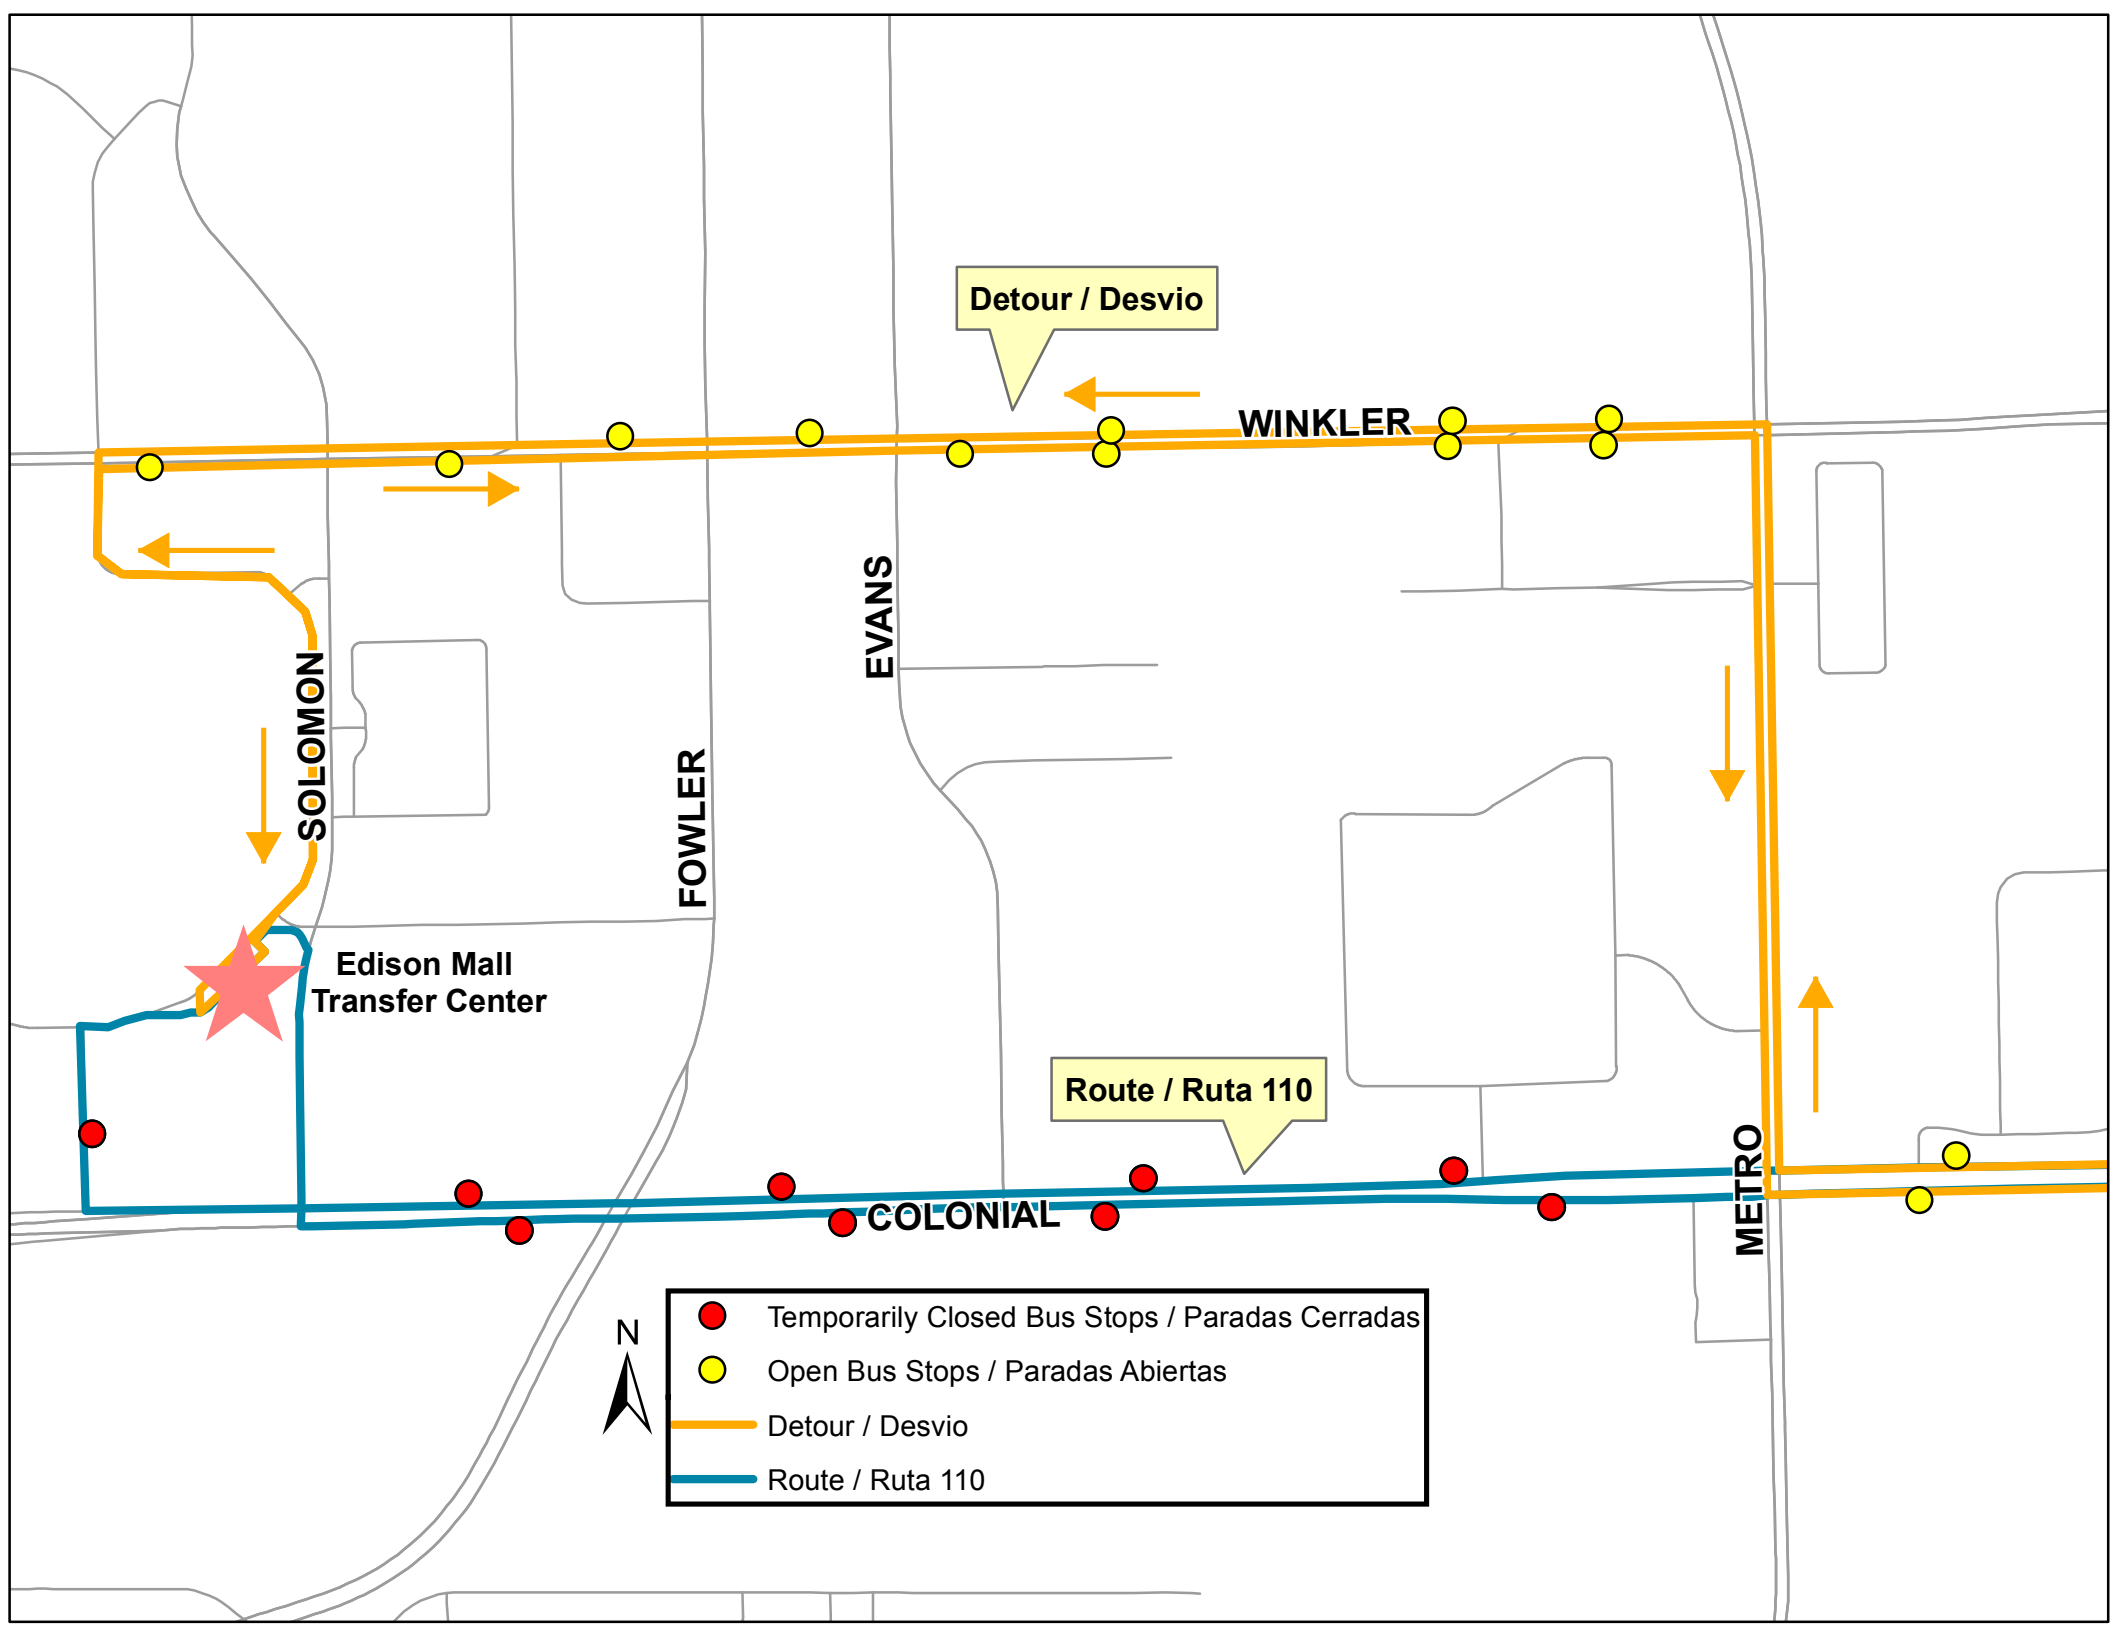 Detour / Desvio
WINKLER
EVANS
SOLOMON
FOWLER
Edison Mall
Transfer Center
Route / Ruta 110
METRO
COLONIAL
N
Temporarily Closed Bus Stops / Paradas Cerradas
Open Bus Stops / Paradas Abiertas
Detour / Desvio
Route / Ruta 110